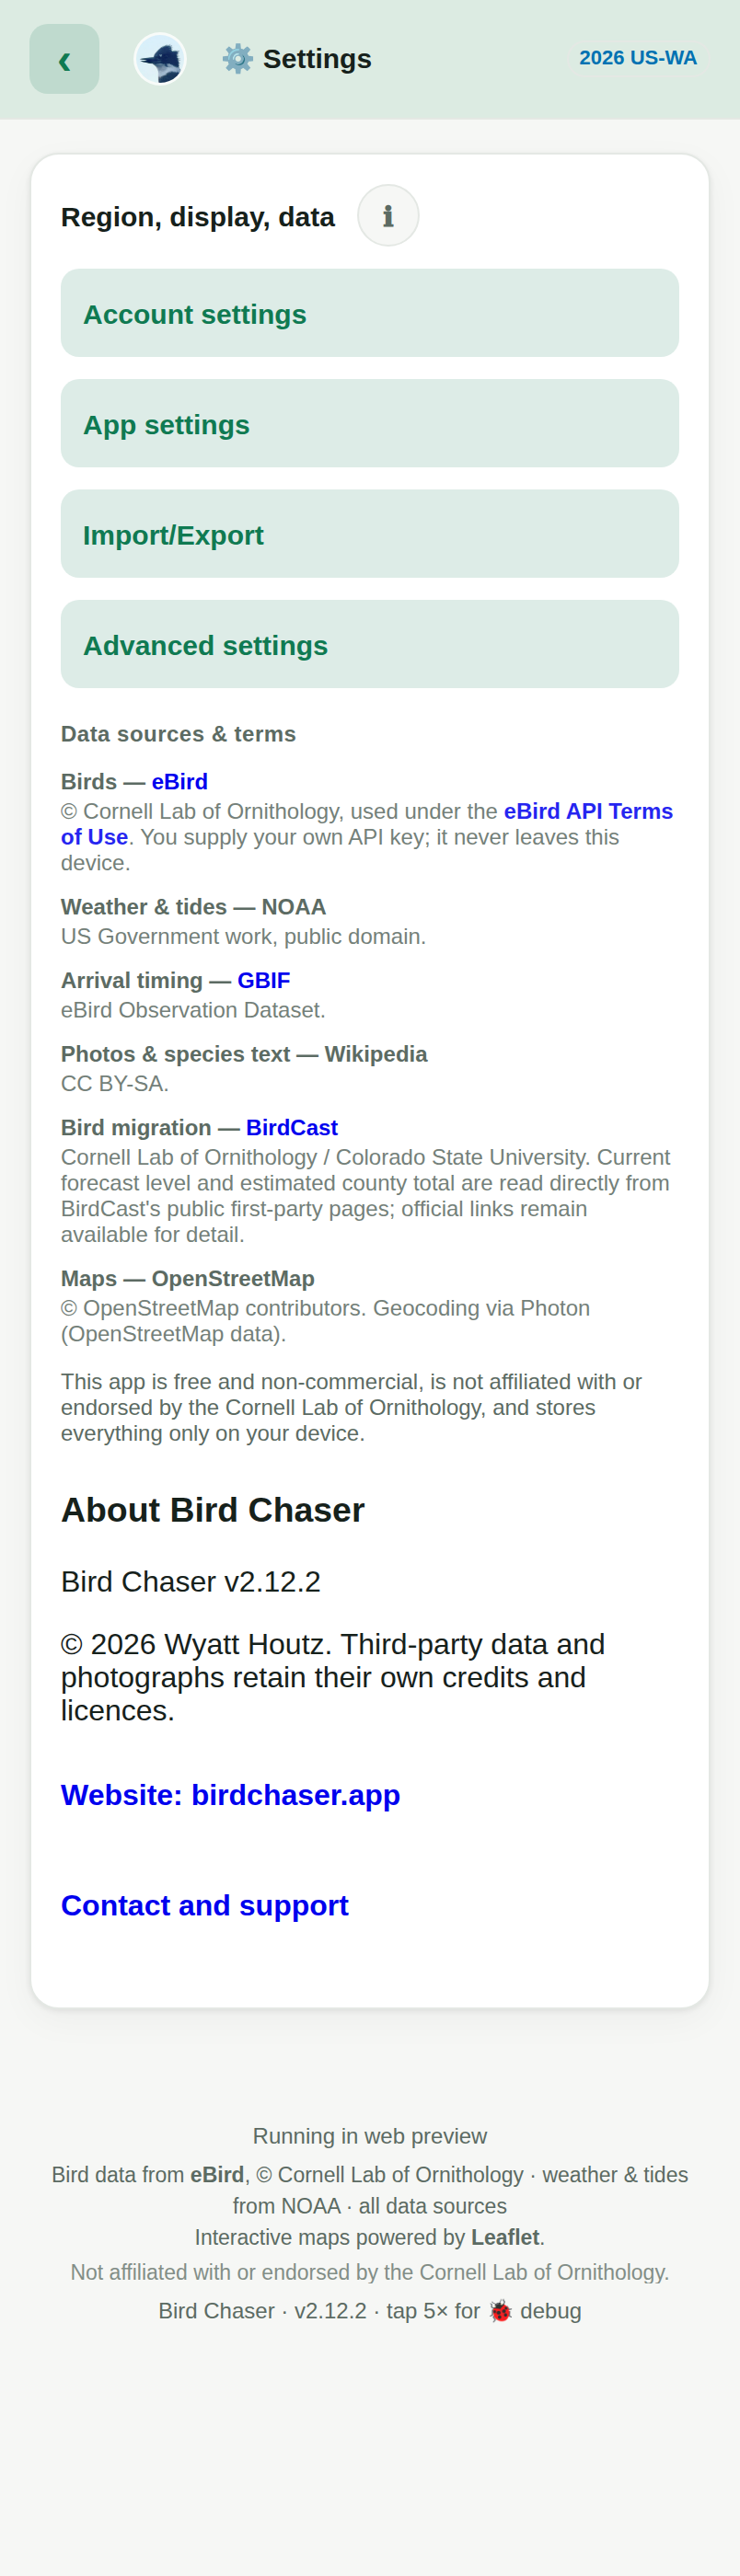 ‹ ⚙️ Settings 2026 US-WA
Region, display, data ℹ
Account settings
App settings
Import/Export
Advanced settings
Data sources & terms
Birds — eBird
© Cornell Lab of Ornithology, used under the eBird API Terms
of Use. You supply your own API key; it never leaves this
device.
Weather & tides — NOAA
US Government work, public domain.
Arrival timing — GBIF
eBird Observation Dataset.
Photos & species text — Wikipedia
CC BY-SA.
Bird migration — BirdCast
Cornell Lab of Ornithology / Colorado State University. Current
forecast level and estimated county total are read directly from
BirdCast's public first-party pages; official links remain
available for detail.
Maps — OpenStreetMap
© OpenStreetMap contributors. Geocoding via Photon
(OpenStreetMap data).
This app is free and non-commercial, is not affiliated with or
endorsed by the Cornell Lab of Ornithology, and stores
everything only on your device.
About Bird Chaser
Bird Chaser v2.12.2
© 2026 Wyatt Houtz. Third-party data and
photographs retain their own credits and
licences.
Website: birdchaser.app
Contact and support
Running in web preview
Bird data from eBird, © Cornell Lab of Ornithology · weather & tides
from NOAA · all data sources
Interactive maps powered by Leaflet.
Not affiliated with or endorsed by the Cornell Lab of Ornithology.
Bird Chaser · v2.12.2 · tap 5× for 🐞 debug